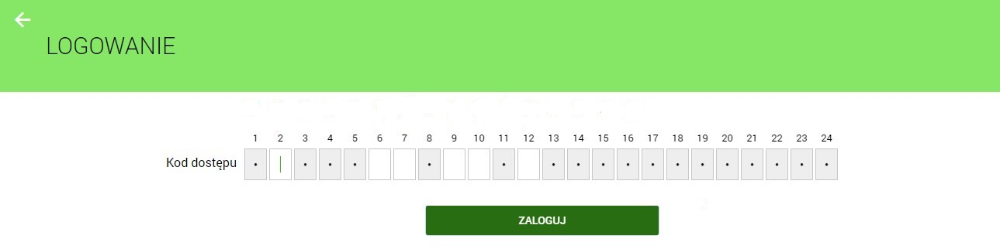 LOGOWANIE
1 2 3 4 5 6 7 8 9 10 11 12 13 14 15 16 17 18 19 20 21 22 23 24
Kod dostępu • • • • • • • • • • • • • • • • • •
ZALOGUJ